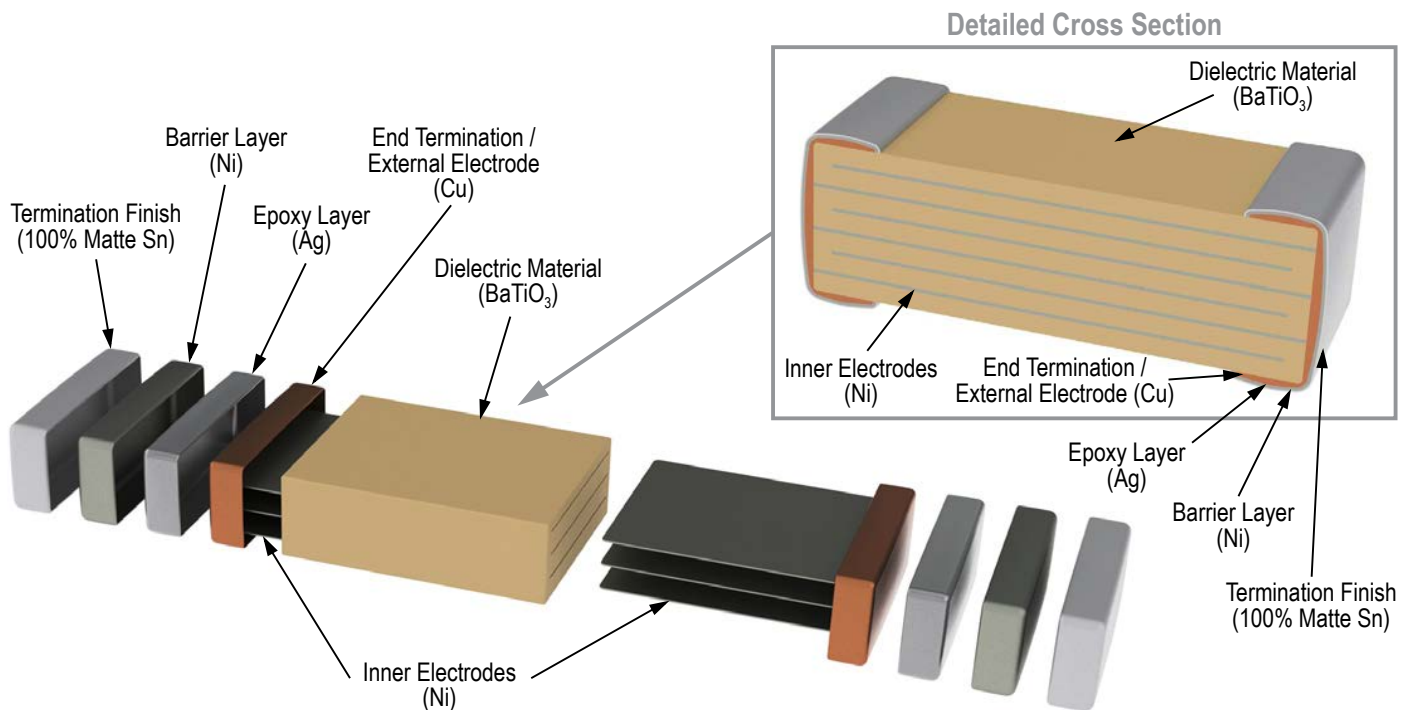 Detailed Cross Section
Dielectric Material
(BaTiO₃)
Inner Electrodes
(Ni)
End Termination /
External Electrode (Cu)
Epoxy Layer
(Ag)
Barrier Layer
(Ni)
Termination Finish
(100% Matte Sn)
Termination Finish
(100% Matte Sn)
Barrier Layer
(Ni)
Epoxy Layer
(Ag)
End Termination /
External Electrode
(Cu)
Dielectric Material
(BaTiO₃)
Inner Electrodes
(Ni)